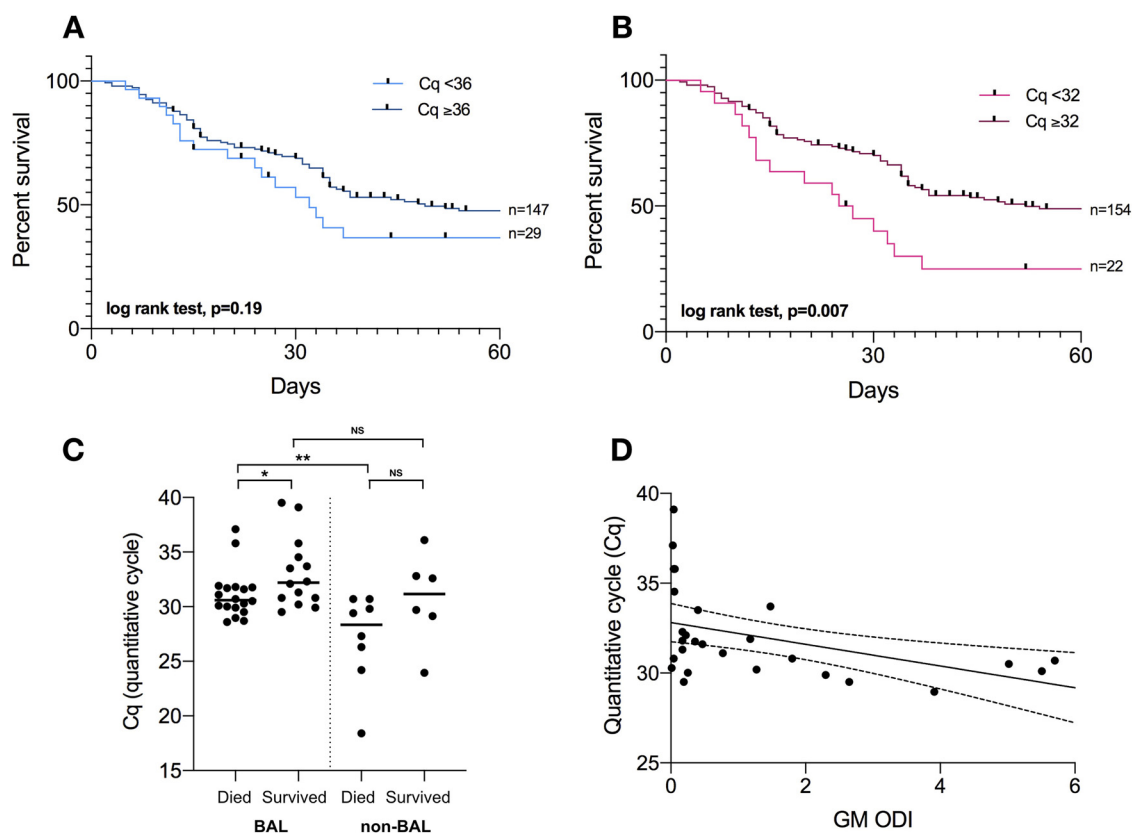 A
Cq <36
Cq ≥36
Percent survival
100
50
0
n=147
n=29
log rank test, p=0.19
0
30
60
Days
B
Cq <32
Cq ≥32
Percent survival
100
50
0
n=154
n=22
log rank test, p=0.007
0
30
60
Days
C
NS
**
NS
*
Cq (quantitative cycle)
40
35
30
25
20
15
Died Survived Died Survived
BAL non-BAL
D
Quantitative cycle (Cq)
40
35
30
25
0
2
4
6
GM ODI